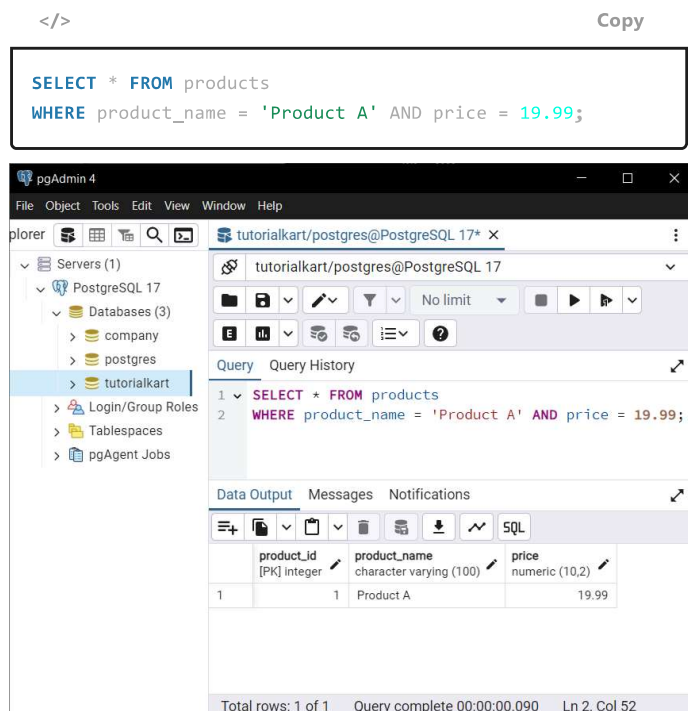 </> Copy
SELECT * FROM products
WHERE product_name = 'Product A' AND price = 19.99;
pgAdmin 4
File Object Tools Edit View Window Help
plorer
tutorialkart/postgres@PostgreSQL 17*
Servers (1)
PostgreSQL 17
Databases (3)
company
postgres
tutorialkart
Login/Group Roles
Tablespaces
pgAgent Jobs
tutorialkart/postgres@PostgreSQL 17
No limit
E
Query Query History
1 SELECT * FROM products
2 WHERE product_name = 'Product A' AND price = 19.99;
Data Output Messages Notifications
SQL
product_id product_name price
[PK] integer character varying (100) numeric (10,2)
1 1 Product A 19.99
Total rows: 1 of 1 Query complete 00:00:00.090 Ln 2, Col 52